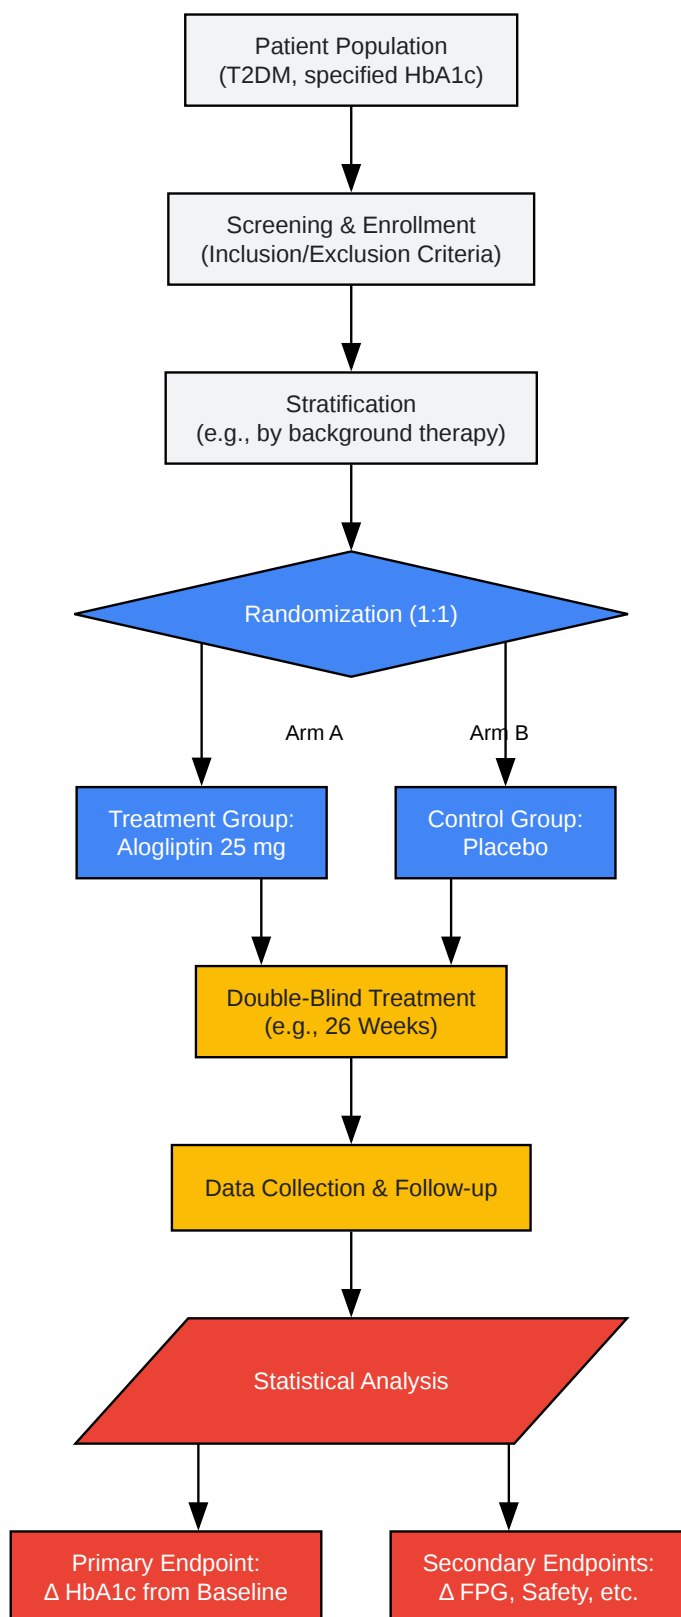 Patient Population
(T2DM, specified HbA1c)
Screening & Enrollment
(Inclusion/Exclusion Criteria)
Stratification
(e.g., by background therapy)
Randomization (1:1)
Arm A
Arm B
Treatment Group:
Alogliptin 25 mg
Control Group:
Placebo
Double-Blind Treatment
(e.g., 26 Weeks)
Data Collection & Follow-up
Statistical Analysis
Primary Endpoint:
Δ HbA1c from Baseline
Secondary Endpoints:
Δ FPG, Safety, etc.